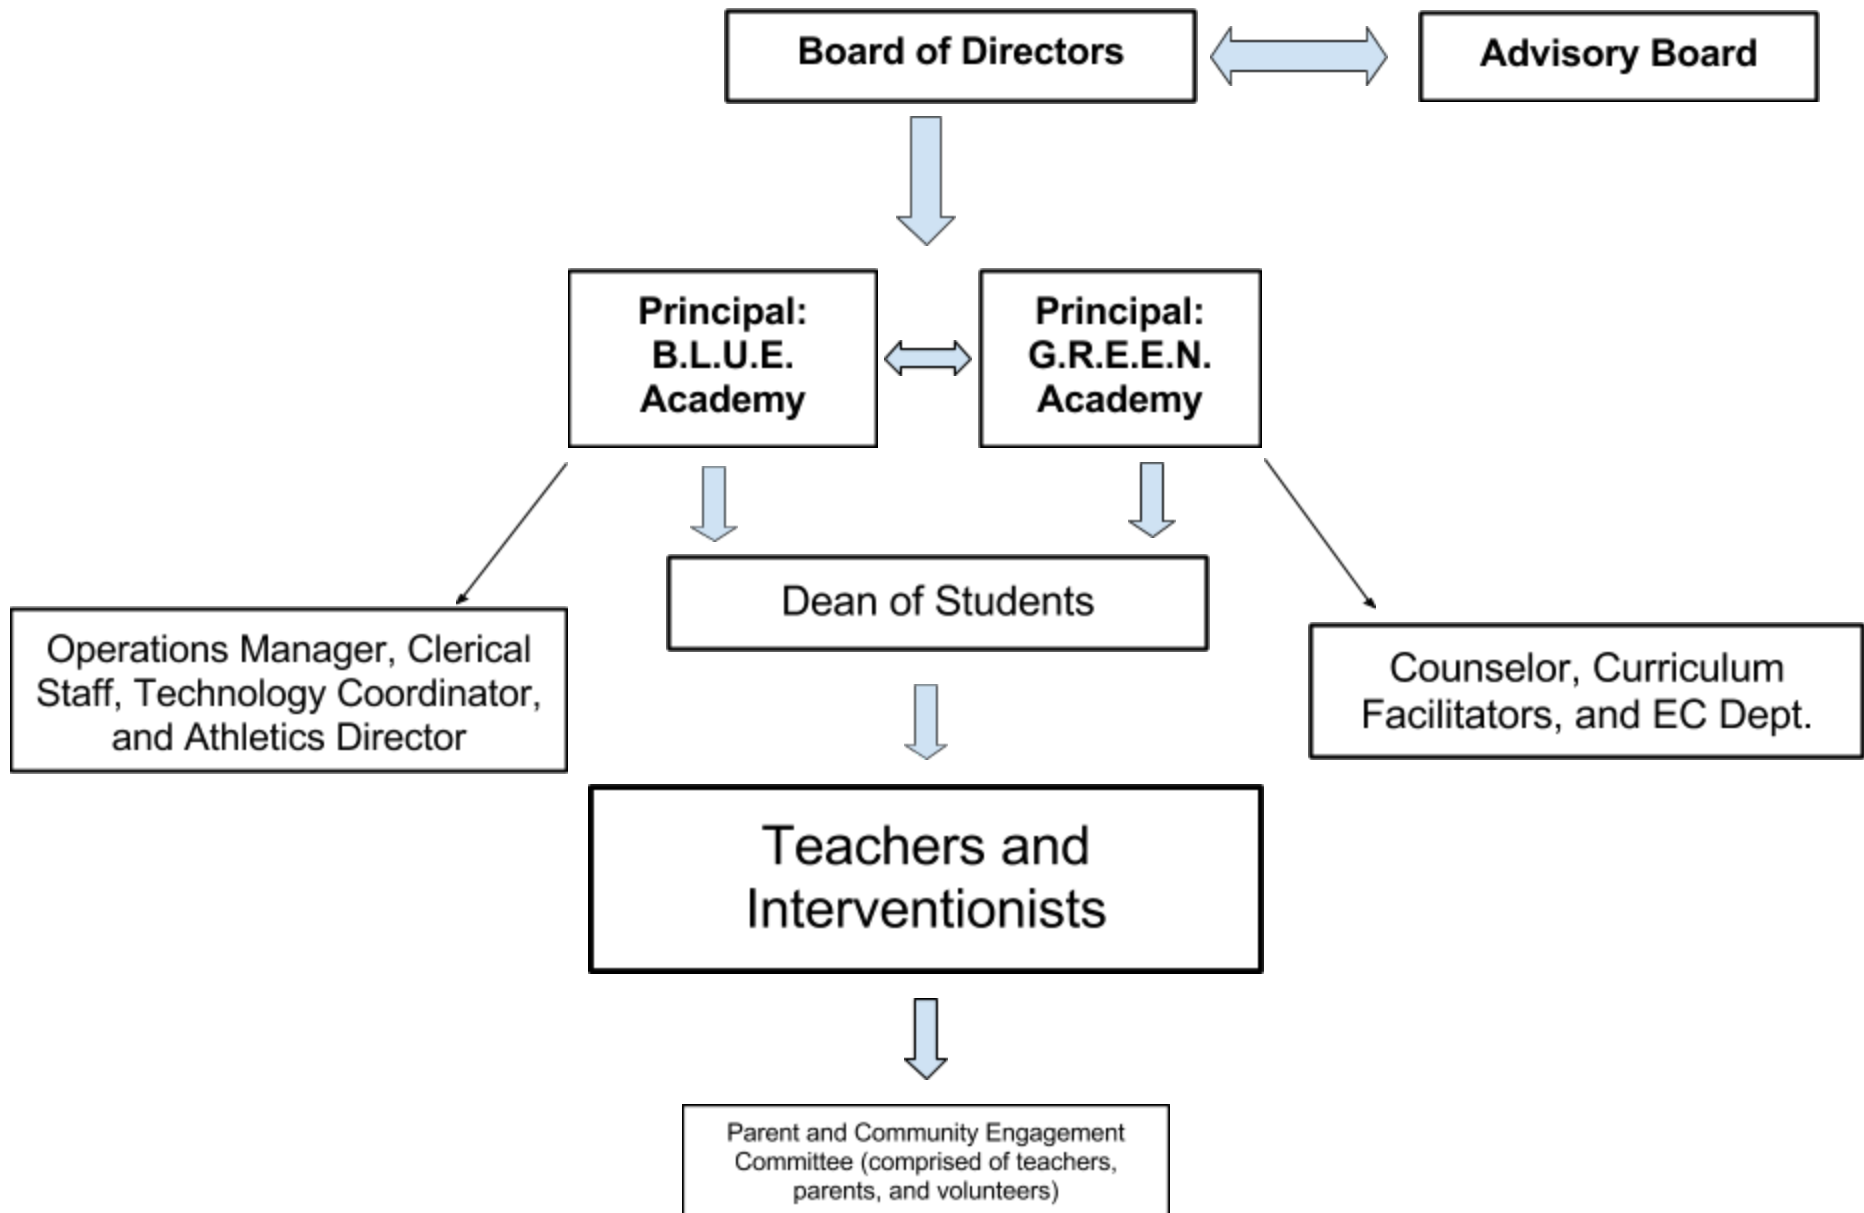 Board of Directors
Advisory Board
Principal:
B.L.U.E.
Academy
Principal:
G.R.E.E.N.
Academy
Dean of Students
Operations Manager, Clerical
Staff, Technology Coordinator,
and Athletics Director
Counselor, Curriculum
Facilitators, and EC Dept.
Teachers and
Interventionists
Parent and Community Engagement
Committee (comprised of teachers,
parents, and volunteers)